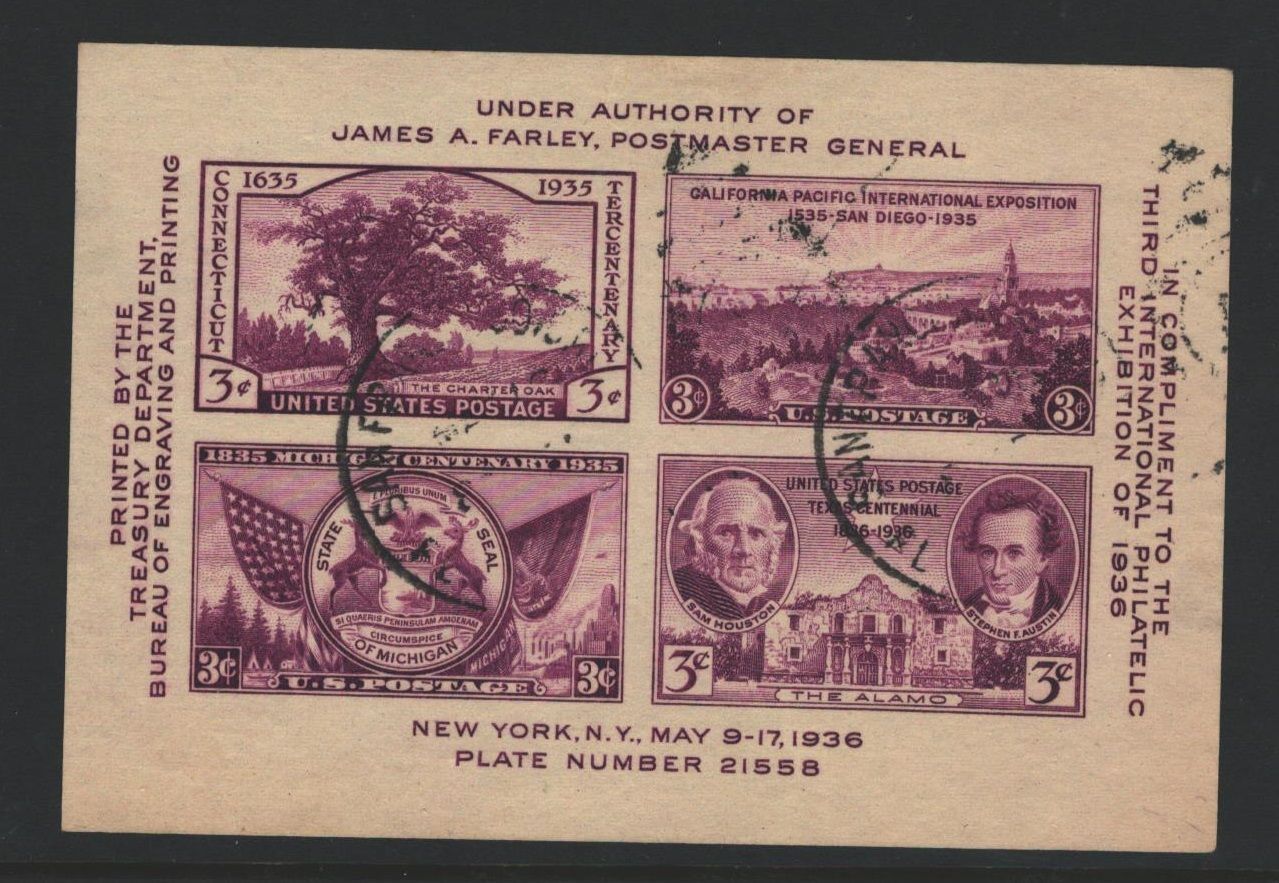 UNDER AUTHORITY OF
JAMES A. FARLEY, POSTMASTER GENERAL
PRINTED BY THE
TREASURY DEPARTMENT,
BUREAU OF ENGRAVING AND PRINTING
CONNECTICUT
1635
1935
TERCENTENARY
THE CHARTER OAK
3¢
3¢
UNITED STATES POSTAGE
CALIFORNIA PACIFIC INTERNATIONAL EXPOSITION
1535-SAN DIEGO-1935
3¢
3¢
U.S. POSTAGE
1835 MICHIGAN CENTENARY 1935
E PLURIBUS UNUM
STATE
SEAL
SI QUAERIS PENINSULAM AMOENAM
CIRCUMSPICE
OF MICHIGAN
MICHIGAN
3¢
3¢
U.S. POSTAGE
UNITED STATES POSTAGE
TEXAS CENTENNIAL
1836-1936
SAM HOUSTON
STEPHEN F. AUSTIN
3¢
3¢
THE ALAMO
IN COMPLIMENT TO THE
THIRD INTERNATIONAL PHILATELIC
EXHIBITION OF 1936
NEW YORK, N.Y., MAY 9-17, 1936
PLATE NUMBER 21558